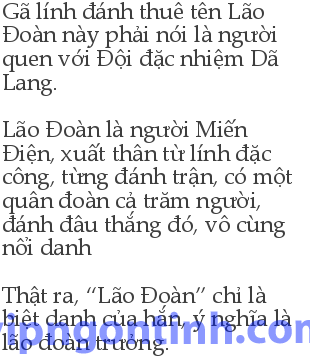 Gã lính đánh thuê tên Lão
Đoàn này phải nói là người
quen với Đội đặc nhiệm Dã
Lang.
Lão Đoàn là người Miến
Điện, xuất thân từ lính đặc
công, từng đánh trận, có một
quân đoàn cả trăm người,
đánh đâu thắng đó, vô cùng
nổi danh
Thật ra, “Lão Đoàn” chỉ là
biệt danh của hắn, ý nghĩa là
lão đoàn trưởng.
vipngontinh.com